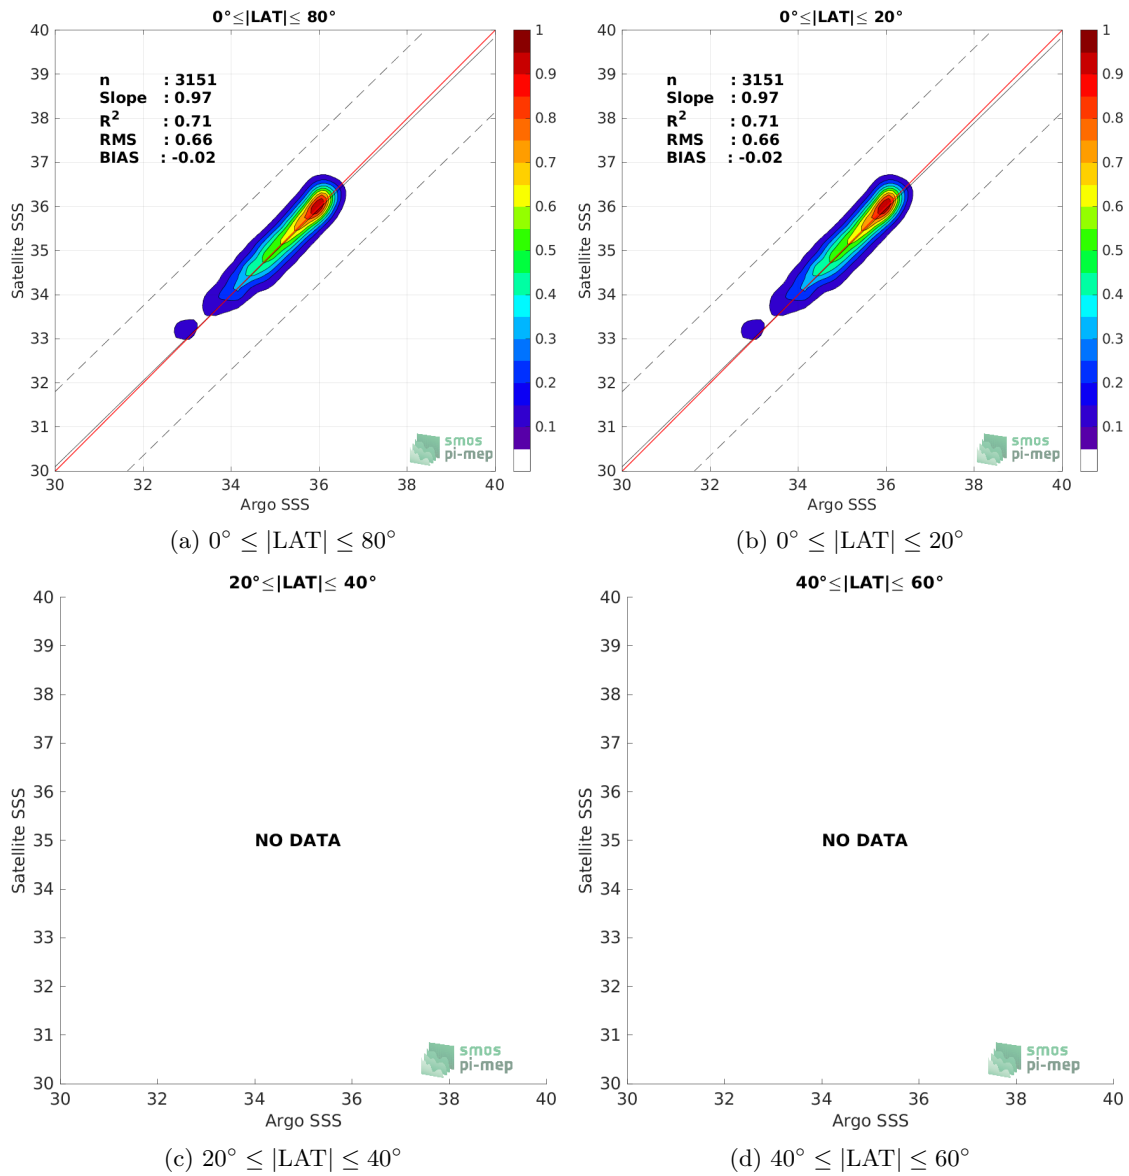 0°≤|LAT|≤ 80°
40
39
38
37
36
35
34
33
32
31
30
Satellite SSS
n : 3151
Slope : 0.97
R² : 0.71
RMS : 0.66
BIAS : -0.02
1
0.9
0.8
0.7
0.6
0.5
0.4
0.3
0.2
0.1
smos
pi-mep
30 32 34 36 38 40
Argo SSS
(a) 0° ≤ |LAT| ≤ 80°
0°≤|LAT|≤ 20°
40
39
38
37
36
35
34
33
32
31
30
Satellite SSS
n : 3151
Slope : 0.97
R² : 0.71
RMS : 0.66
BIAS : -0.02
1
0.9
0.8
0.7
0.6
0.5
0.4
0.3
0.2
0.1
smos
pi-mep
30 32 34 36 38 40
Argo SSS
(b) 0° ≤ |LAT| ≤ 20°
20°≤|LAT|≤ 40°
40
39
38
37
36
35
34
33
32
31
30
Satellite SSS
NO DATA
smos
pi-mep
30 32 34 36 38 40
Argo SSS
(c) 20° ≤ |LAT| ≤ 40°
40°≤|LAT|≤ 60°
40
39
38
37
36
35
34
33
32
31
30
Satellite SSS
NO DATA
smos
pi-mep
30 32 34 36 38 40
Argo SSS
(d) 40° ≤ |LAT| ≤ 60°